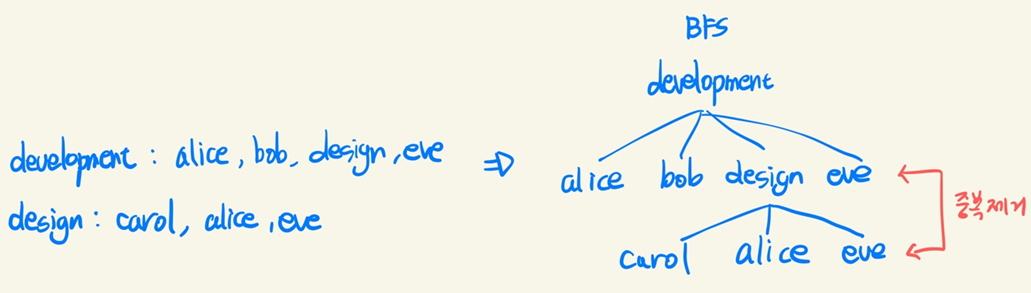 BFS
development
development : alice, bob, design, eve ⇒
design : carol, alice, eve
alice bob design eve
중복제거
carol alice eve